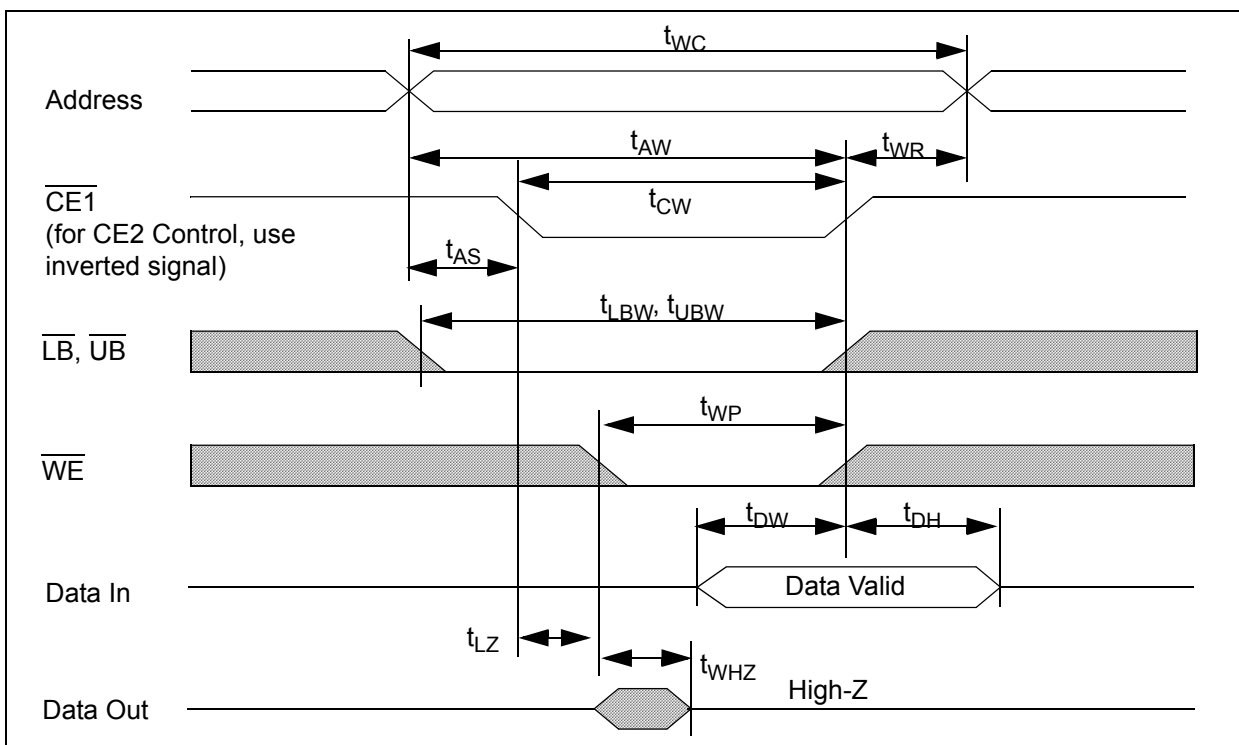 tWC
Address
tAW
tWR
CE1
(for CE2 Control, use
inverted signal)
tCW
tAS
tLBW, tUBW
LB, UB
tWP
WE
tDW
tDH
Data In
Data Valid
tLZ
tWHZ
High-Z
Data Out